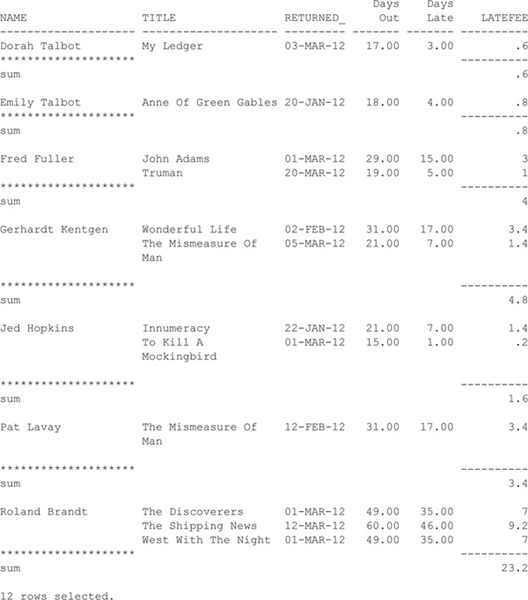 Days    Days
NAME                 TITLE                RETURNED_  Out    Late    LATEFEE
-------------------- -------------------- --------- ------- ------- ----------
Dorah Talbot         My Ledger            03-MAR-12  17.00    3.00         .6
********************                                                ----------
sum                                                                        .6
Emily Talbot         Anne Of Green Gables 20-JAN-12  18.00    4.00         .8
********************                                                ----------
sum                                                                        .8
Fred Fuller          John Adams           01-MAR-12  29.00   15.00          3
                     Truman               20-MAR-12  19.00    5.00          1
********************                                                ----------
sum                                                                         4
Gerhardt Kentgen     Wonderful Life       02-FEB-12  31.00   17.00        3.4
                     The Mismeasure Of    05-MAR-12  21.00    7.00        1.4
                     Man
********************                                                ----------
sum                                                                       4.8
Jed Hopkins          Innumeracy           22-JAN-12  21.00    7.00        1.4
                     To Kill A            01-MAR-12  15.00    1.00         .2
                     Mockingbird
********************                                                ----------
sum                                                                       1.6
Pat Lavay            The Mismeasure Of    12-FEB-12  31.00   17.00        3.4
                     Man
********************                                                ----------
sum                                                                       3.4
Roland Brandt        The Discoverers      01-MAR-12  49.00   35.00          7
                     The Shipping News    12-MAR-12  60.00   46.00        9.2
                     West With The Night  01-MAR-12  49.00   35.00          7
********************                                                ----------
sum                                                                      23.2
12 rows selected.